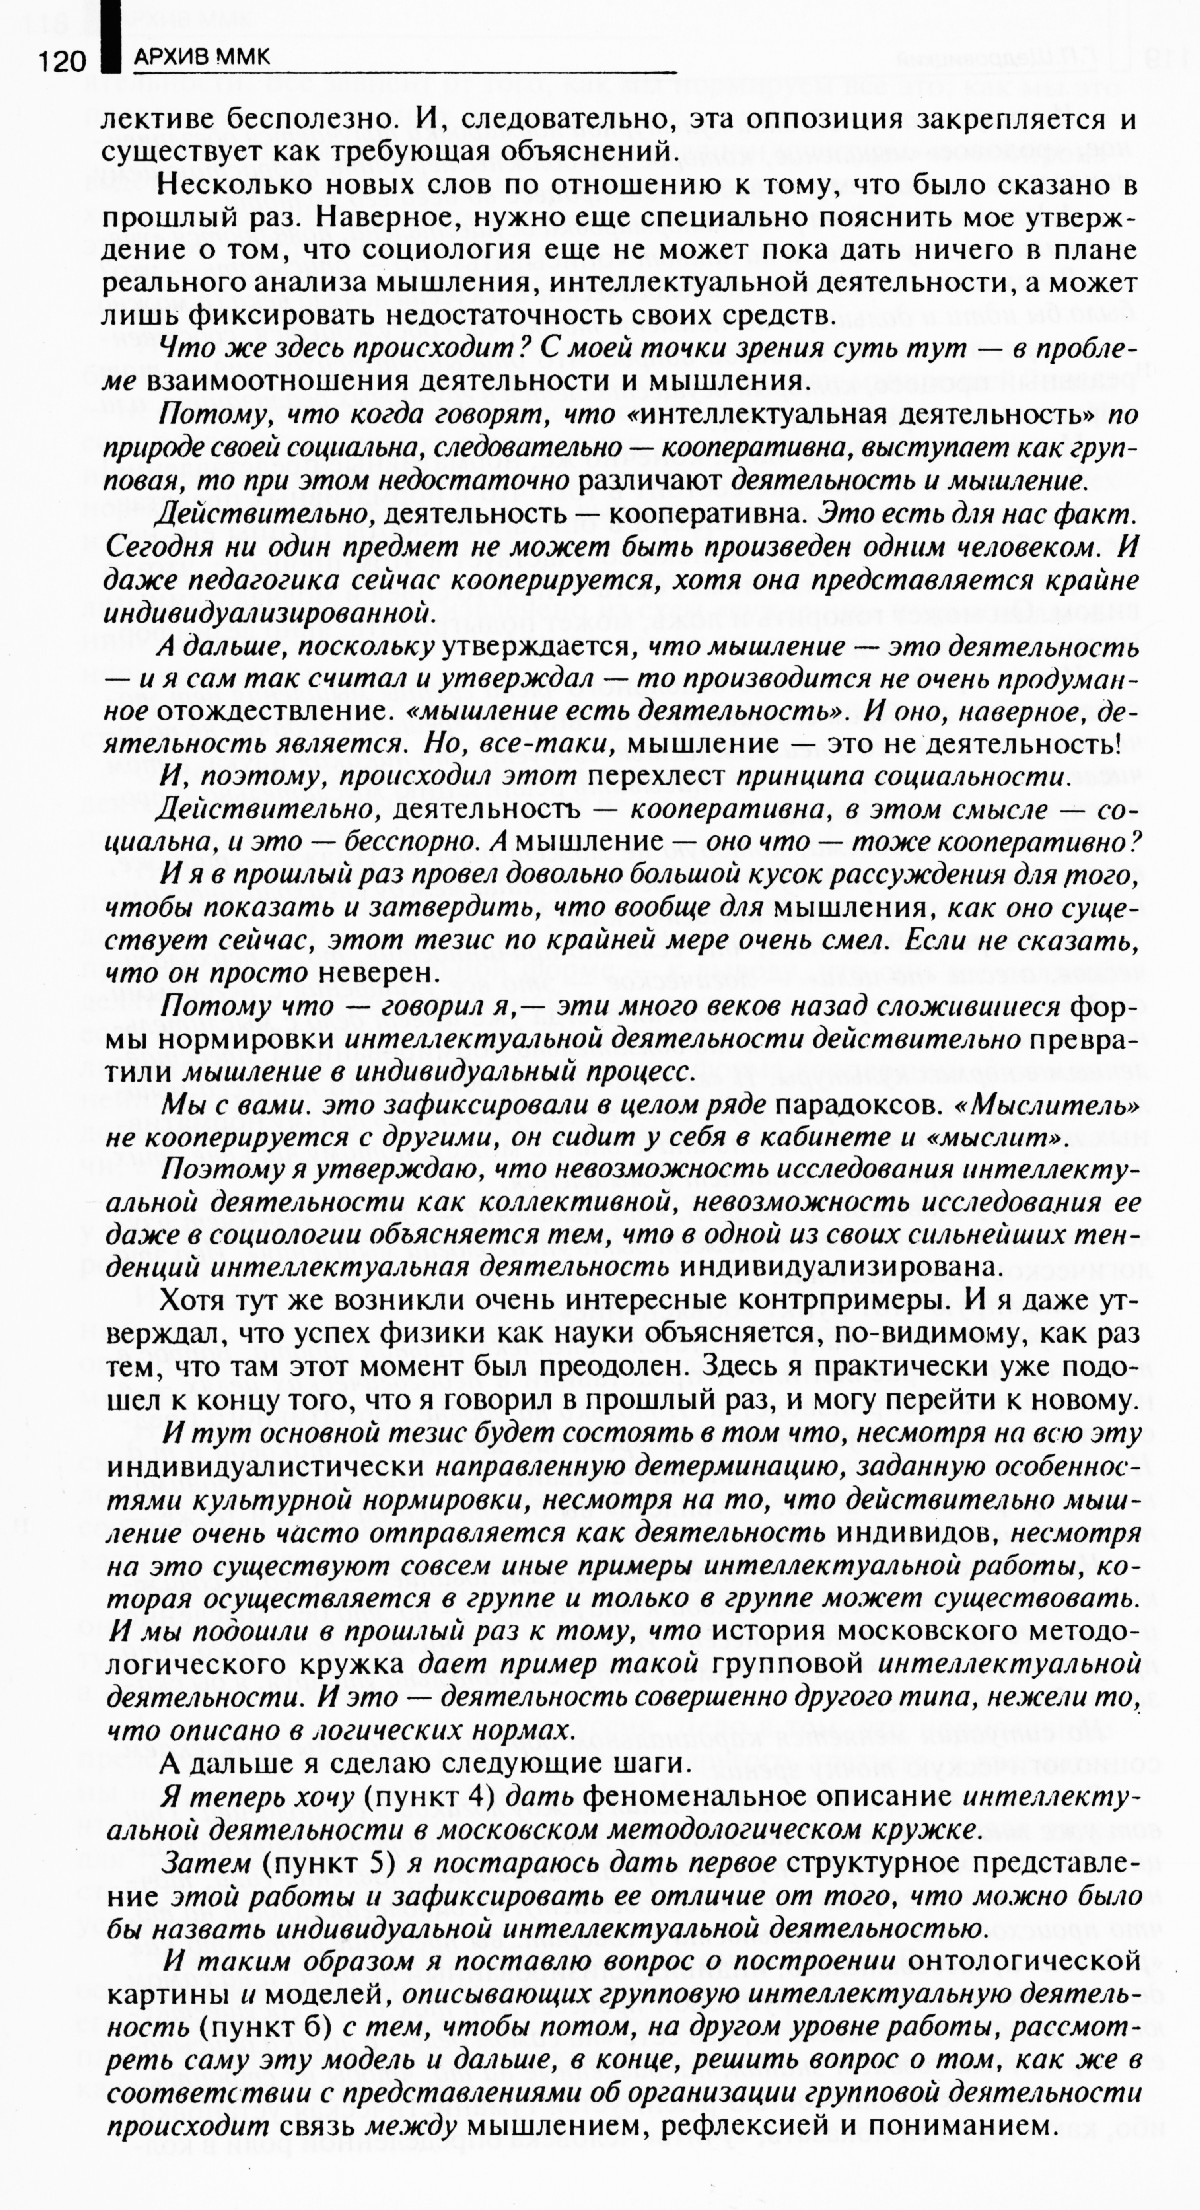 120 АРХИВ ММК
лективе бесполезно. И, следовательно, эта оппозиция закрепляется и
существует как требующая объяснений.
Несколько новых слов по отношению к тому, что было сказано в
прошлый раз. Наверное, нужно еще специально пояснить мое утверж-
дение о том, что социология еще не может пока дать ничего в плане
реального анализа мышления, интеллектуальной деятельности, а может
лишь фиксировать недостаточность своих средств.
Что же здесь происходит? С моей точки зрения суть тут — в пробле-
ме взаимоотношения деятельности и мышления.
Потому, что когда говорят, что «интеллектуальная деятельность» по
природе своей социальна, следовательно — кооперативна, выступает как груп-
повая, то при этом недостаточно различают деятельность и мышление.
Действительно, деятельность — кооперативна. Это есть для нас факт.
Сегодня ни один предмет не может быть произведен одним человеком. И
даже педагогика сейчас кооперируется, хотя она представляется крайне
индивидуализированной.
А дальше, поскольку утверждается, что мышление — это деятельность
— и я сам так считал и утверждал — то производится не очень продуман-
ное отождествление. «мышление есть деятельность». И оно, наверное, де-
ятельность является. Но, все-таки, мышление — это не деятельность!
И, поэтому, происходил этот перехлест принципа социальности.
Действительно, деятельность — кооперативна, в этом смысле — со-
циальна, и это — бесспорно. А мышление — оно что — тоже кооперативно?
И я в прошлый раз провел довольно большой кусок рассуждения для того,
чтобы показать и затвердить, что вообще для мышления, как оно суще-
ствует сейчас, этот тезис по крайней мере очень смел. Если не сказать,
что он просто неверен.
Потому что — говорил я, — эти много веков назад сложившиеся фор-
мы нормировки интеллектуальной деятельности действительно превра-
тили мышление в индивидуальный процесс.
Мы с вами. это зафиксировали в целом ряде парадоксов. «Мыслитель»
не кооперируется с другими, он сидит у себя в кабинете и «мыслит».
Поэтому я утверждаю, что невозможность исследования интеллекту-
альной деятельности как коллективной, невозможность исследования ее
даже в социологии объясняется тем, что в одной из своих сильнейших тен-
денций интеллектуальная деятельность индивидуализирована.
Хотя тут же возникли очень интересные контрпримеры. И я даже ут-
верждал, что успех физики как науки объясняется, по-видимому, как раз
тем, что там этот момент был преодолен. Здесь я практически уже подо-
шел к концу того, что я говорил в прошлый раз, и могу перейти к новому.
И тут основной тезис будет состоять в том что, несмотря на всю эту
индивидуалистически направленную детерминацию, заданную особеннос-
тями культурной нормировки, несмотря на то, что действительно мыш-
ление очень часто отправляется как деятельность индивидов, несмотря
на это существуют совсем иные примеры интеллектуальной работы, ко-
торая осуществляется в группе и только в группе может существовать.
И мы подошли в прошлый раз к тому, что история московского методо-
логического кружка дает пример такой групповой интеллектуальной
деятельности. И это — деятельность совершенно другого типа, нежели то,
что описано в логических нормах.
А дальше я сделаю следующие шаги.
Я теперь хочу (пункт 4) дать феноменальное описание интеллекту-
альной деятельности в московском методологическом кружке.
Затем (пункт 5) я постараюсь дать первое структурное представле-
ние этой работы и зафиксировать ее отличие от того, что можно было
бы назвать индивидуальной интеллектуальной деятельностью.
И таким образом я поставлю вопрос о построении онтологической
картины и моделей, описывающих групповую интеллектуальную деятель-
ность (пункт 6) с тем, чтобы потом, на другом уровне работы, рассмот-
реть саму эту модель и дальше, в конце, решить вопрос о том, как же в
соответствии с представлениями об организации групповой деятельности
происходит связь между мышлением, рефлексией и пониманием.